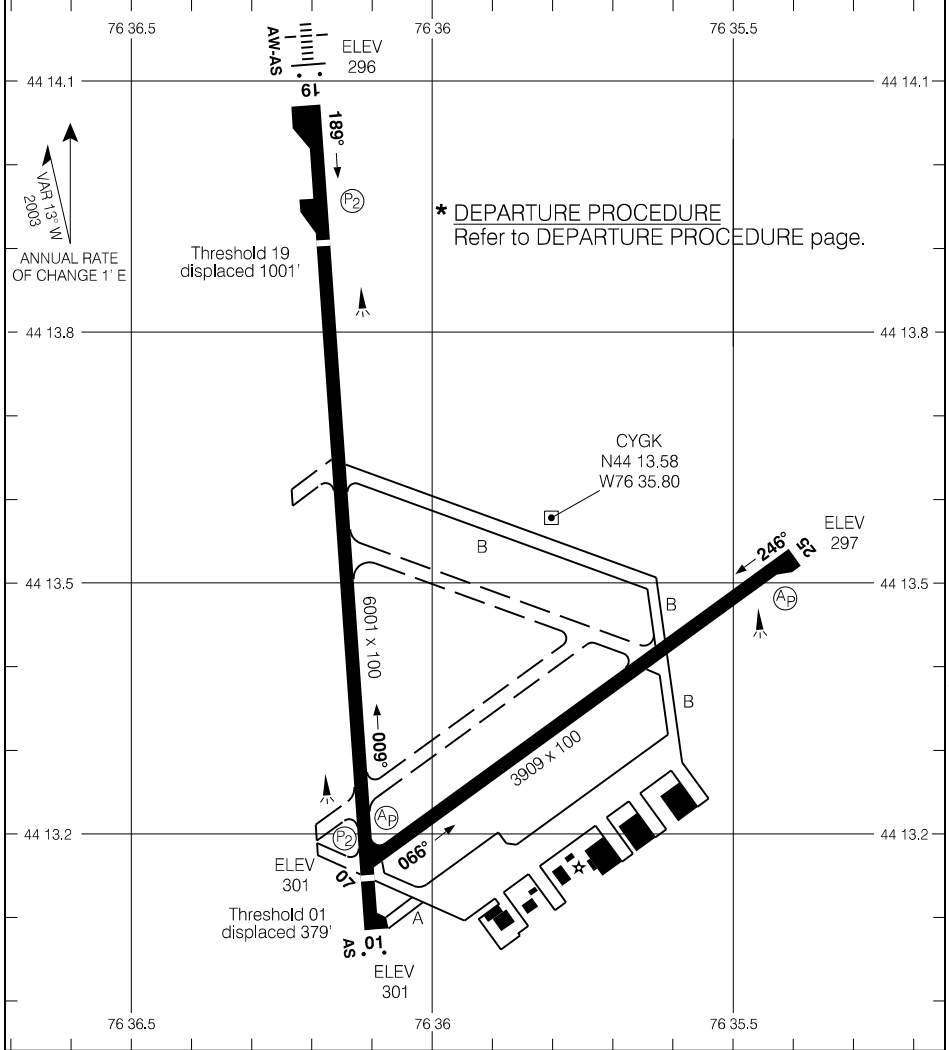 76 36.5
76 36
76 35.5
AW-AS
ELEV
296
44 14.1
44 14.1
19
189°
P2
VAR 13° W
2003
ANNUAL RATE
OF CHANGE 1' E
* DEPARTURE PROCEDURE
Refer to DEPARTURE PROCEDURE page.
Threshold 19
displaced 1001'
44 13.8
44 13.8
CYGK
N44 13.58
W76 35.80
ELEV
297
246°
25
B
44 13.5
44 13.5
AP
6001 x 100
B
B
009°
3909 x 100
AP
P2
44 13.2
44 13.2
066°
ELEV
301
07
Threshold 01
displaced 379'
A
AS
01
ELEV
301
76 36.5
76 36
76 35.5